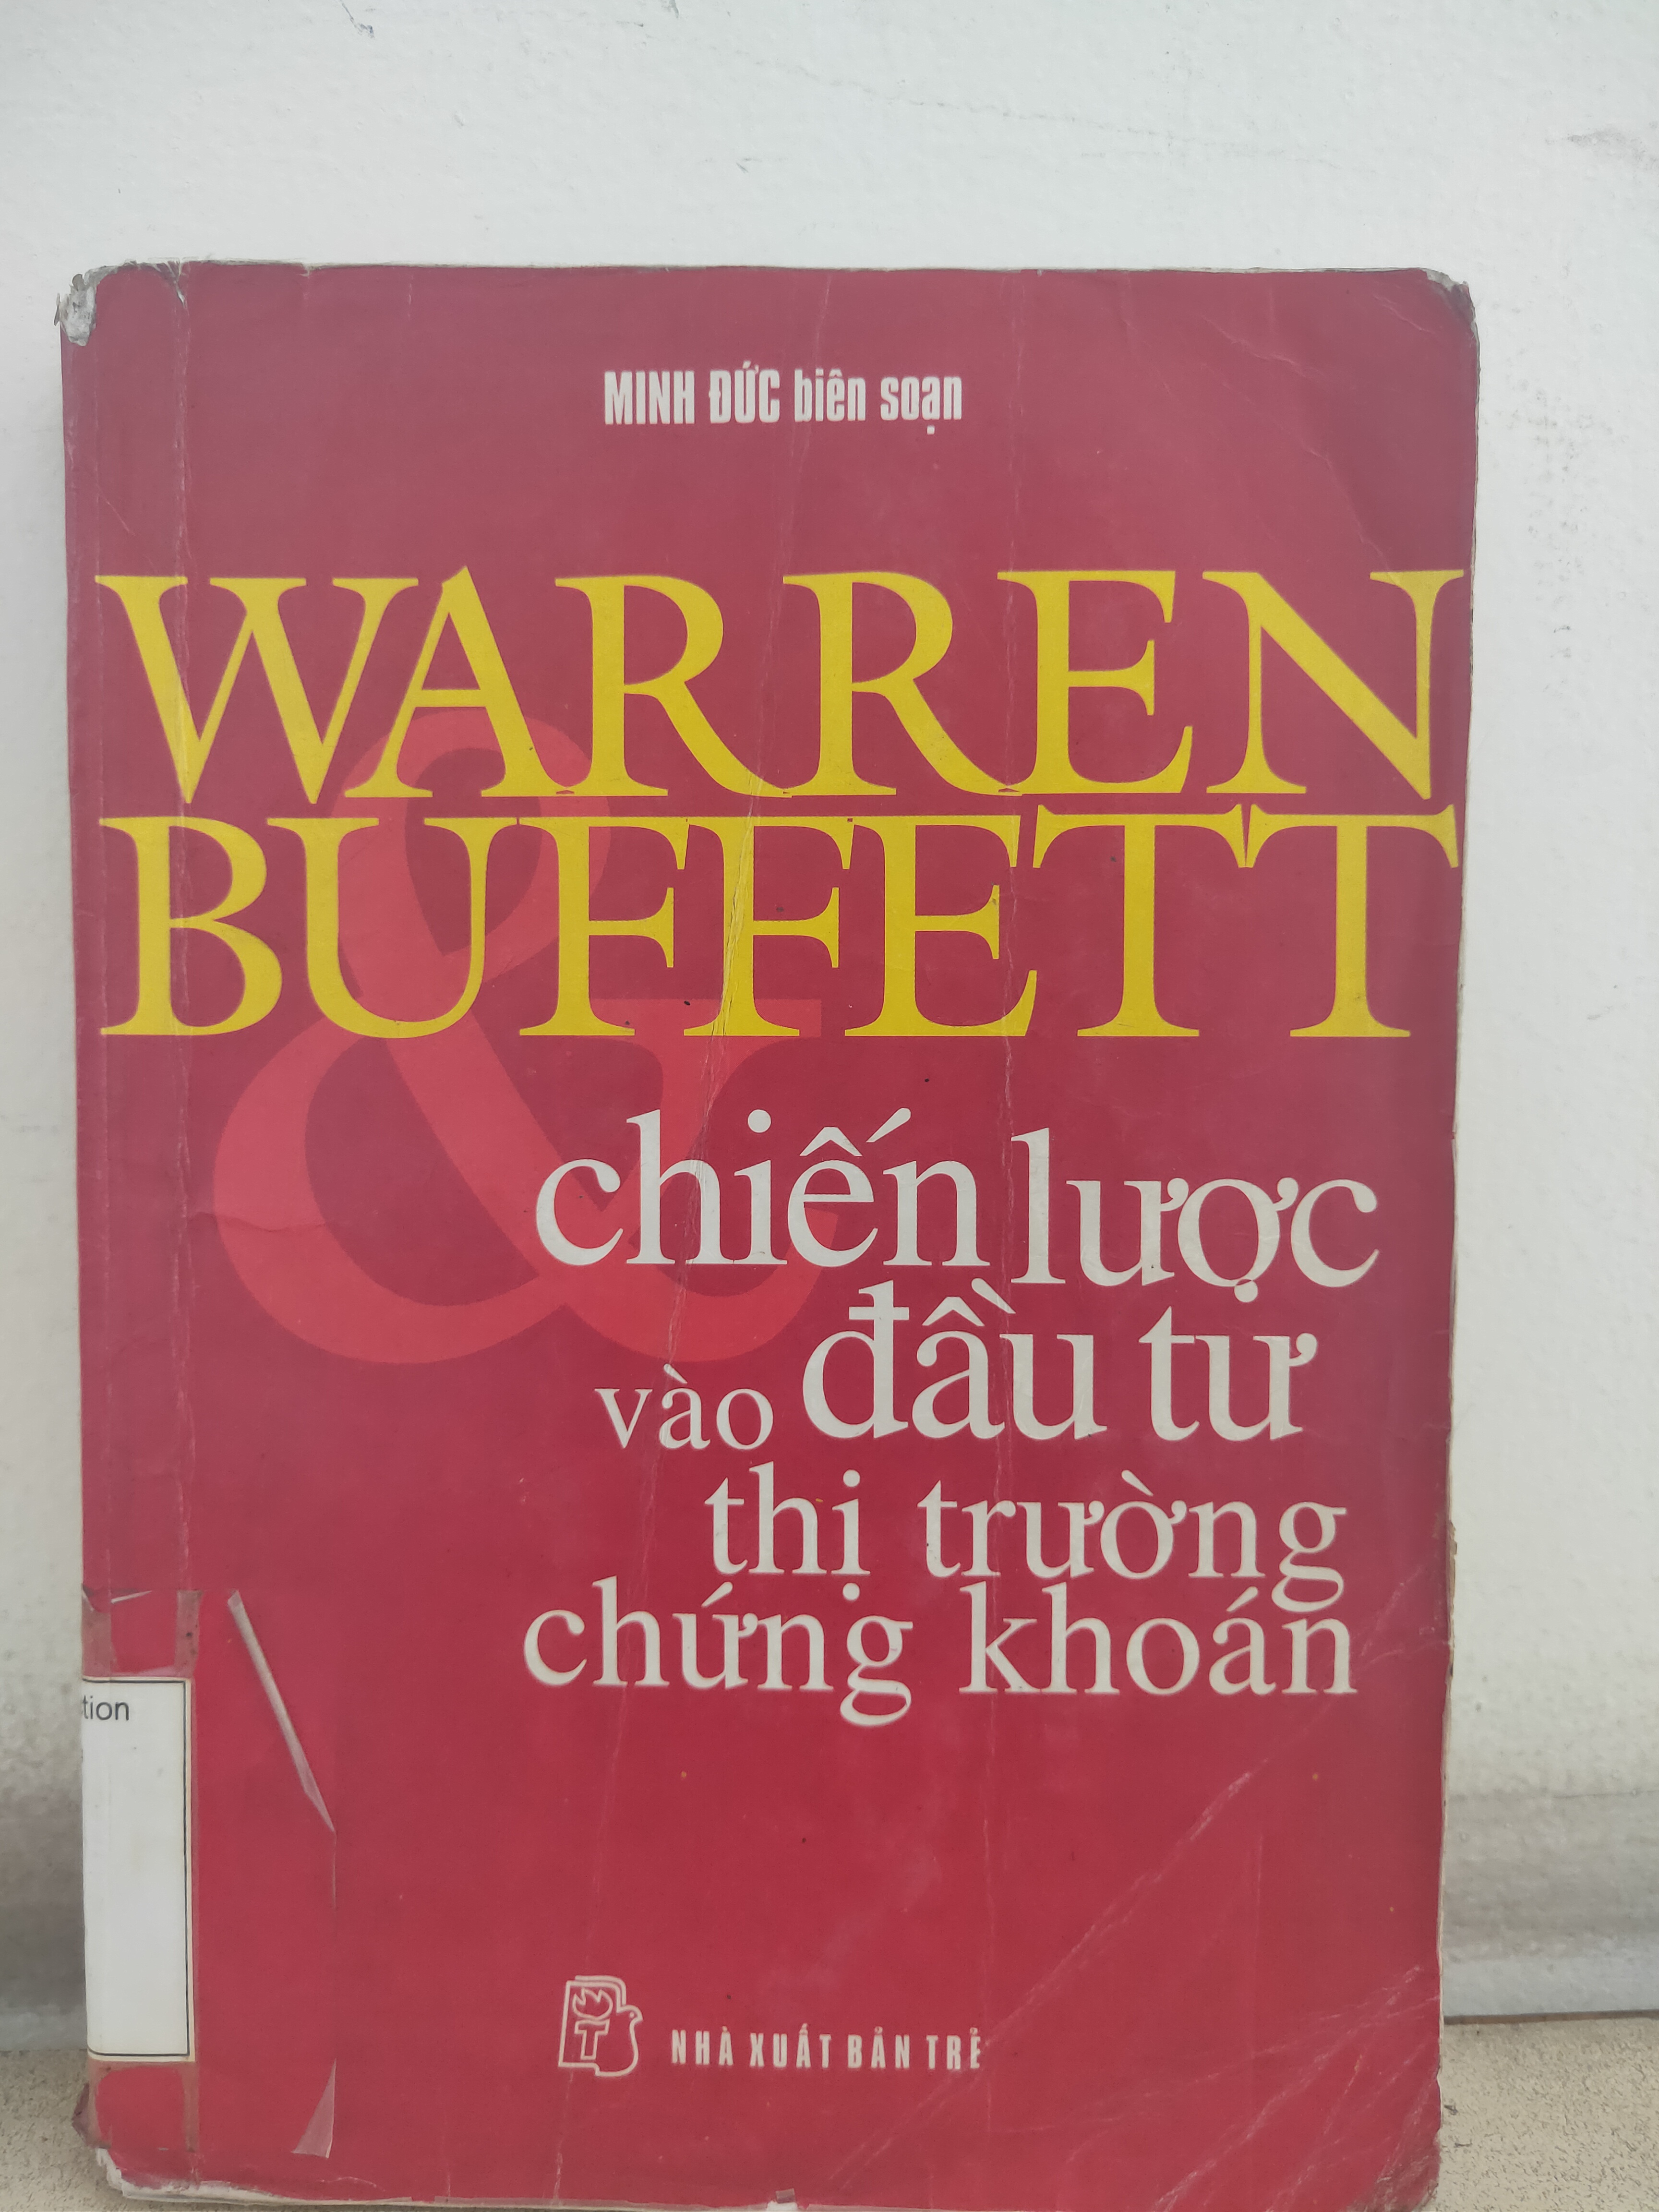 MINH ĐỨC biên soạn
WARREN
BUFFETT
&
chiến lược
vào đầu tư
thị trường
chứng khoán
tion
NHÀ XUẤT BẢN TRẺ